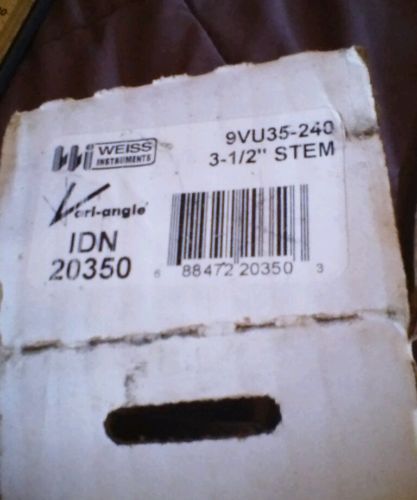 WEISS
INSTRUMENTS
9VU35-240
3-1/2" STEM
Vari-angle
IDN
20350
6 88472 20350 3